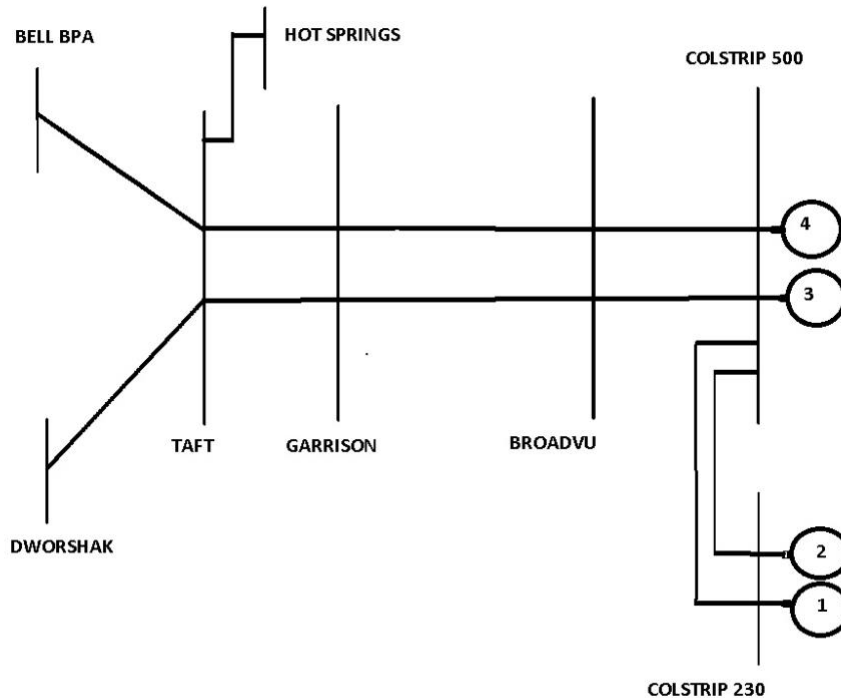 BELL BPA
HOT SPRINGS
COLSTRIP 500
4
3
TAFT
GARRISON
BROADVU
DWORSHAK
2
1
COLSTRIP 230